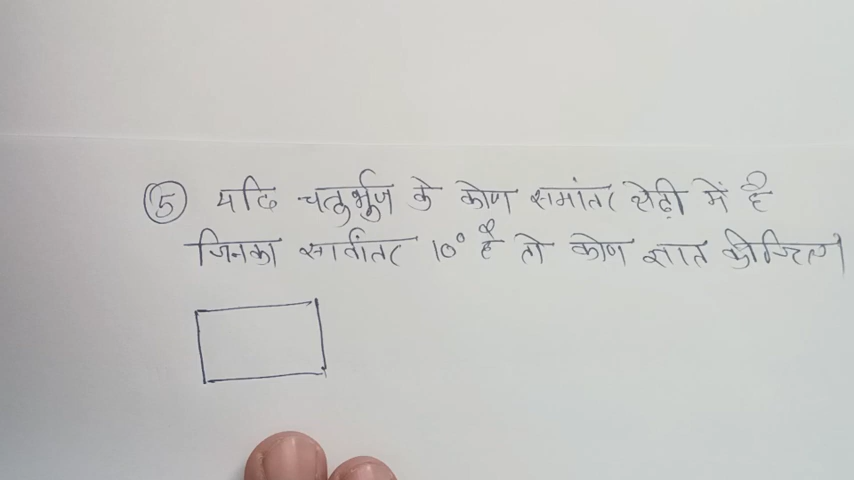 ⑤ यदि चतुर्भुज के कोण समांतर श्रेढ़ी में है
जिनका सार्वांतर 10° है तो कोण ज्ञात कीजिए।